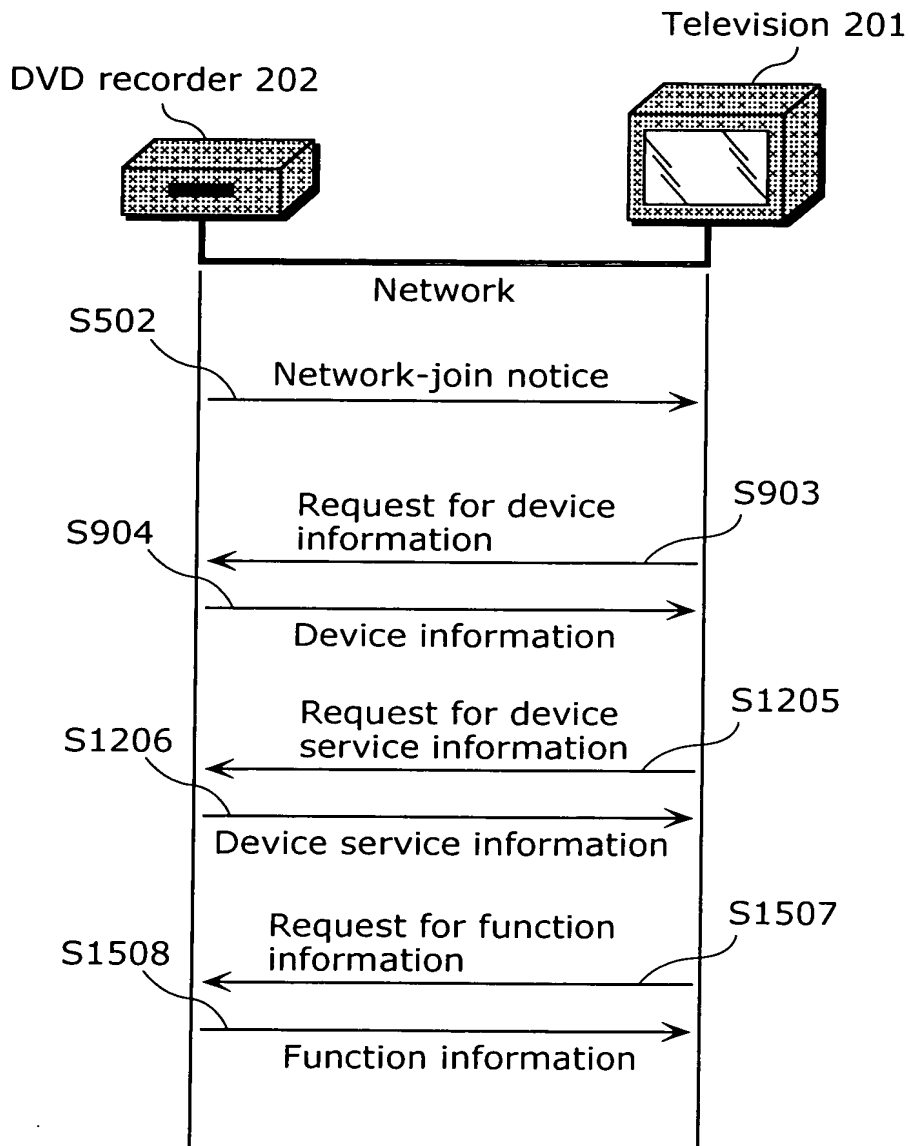 Television 201
DVD recorder 202
Network
S502
Network-join notice
Request for device
information
S903
S904
Device information
Request for device
service information
S1205
S1206
Device service information
Request for function
information
S1507
S1508
Function information